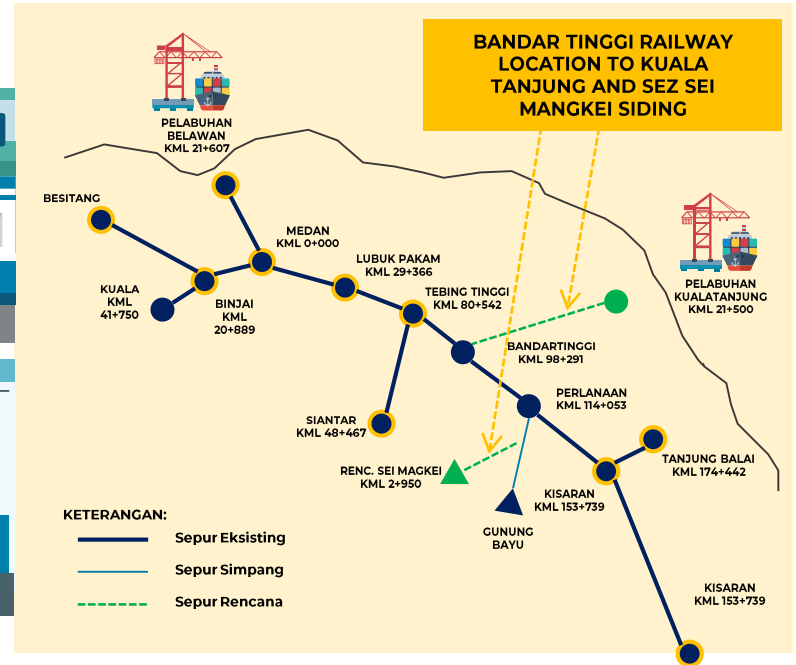 BANDAR TINGGI RAILWAY
LOCATION TO KUALA
TANJUNG AND SEZ SEI
MANGKEI SIDING
PELABUHAN
BELAWAN
KML 21+607
BESITANG
MEDAN
KML 0+000
LUBUK PAKAM
KML 29+366
KUALA
KML
41+750
BINJAI
KML
20+889
TEBING TINGGI
KML 80+542
PELABUHAN
KUALATANJUNG
KML 21+500
BANDARTINGGI
KML 98+291
PERLANAAN
KML 114+053
SIANTAR
KML 48+467
TANJUNG BALAI
KML 174+442
RENC. SEI MAGKEI
KML 2+950
KISARAN
KML 153+739
GUNUNG
BAYU
KETERANGAN:
Sepur Eksisting
Sepur Simpang
Sepur Rencana
KISARAN
KML 153+739